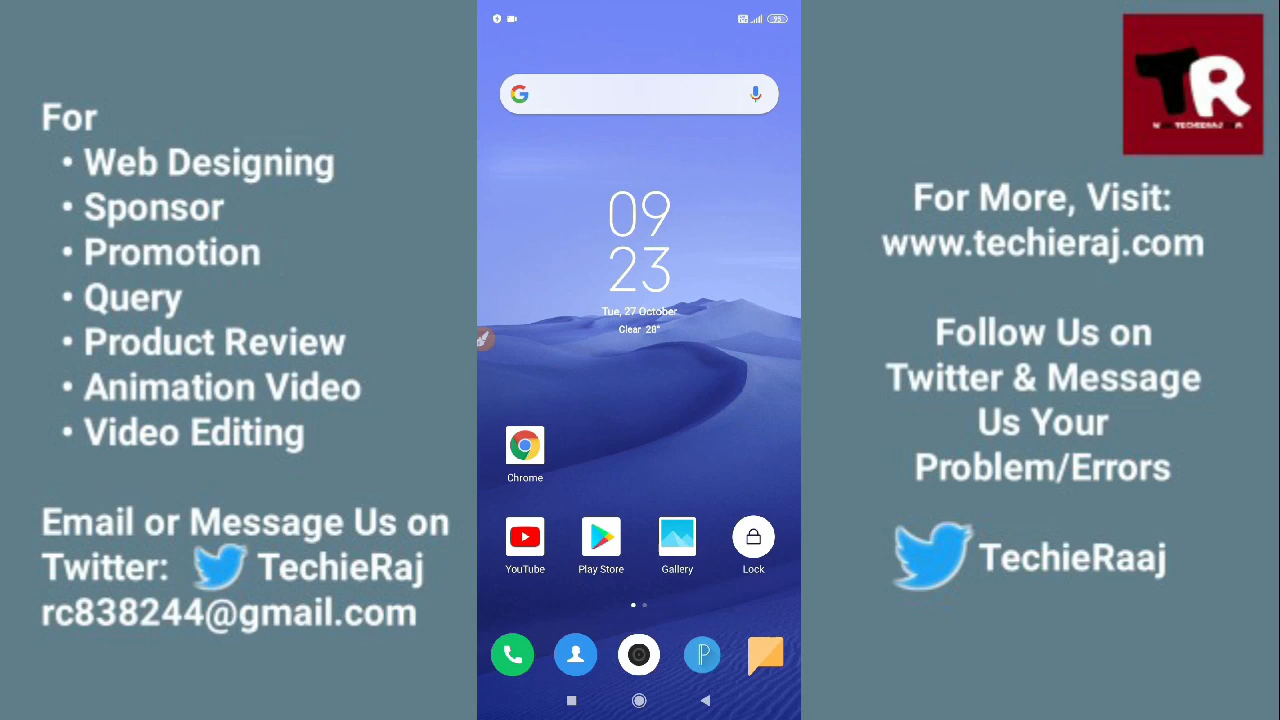 For
• Web Designing
• Sponsor
• Promotion
• Query
• Product Review
• Animation Video
• Video Editing
Email or Message Us on
Twitter: TechieRaj
rc838244@gmail.com
95
09
23
Tue, 27 October
Clear 28°
Chrome
YouTube
Play Store
Gallery
Lock
TR
For More, Visit:
www.techieraj.com
Follow Us on
Twitter & Message
Us Your
Problem/Errors
TechieRaaj